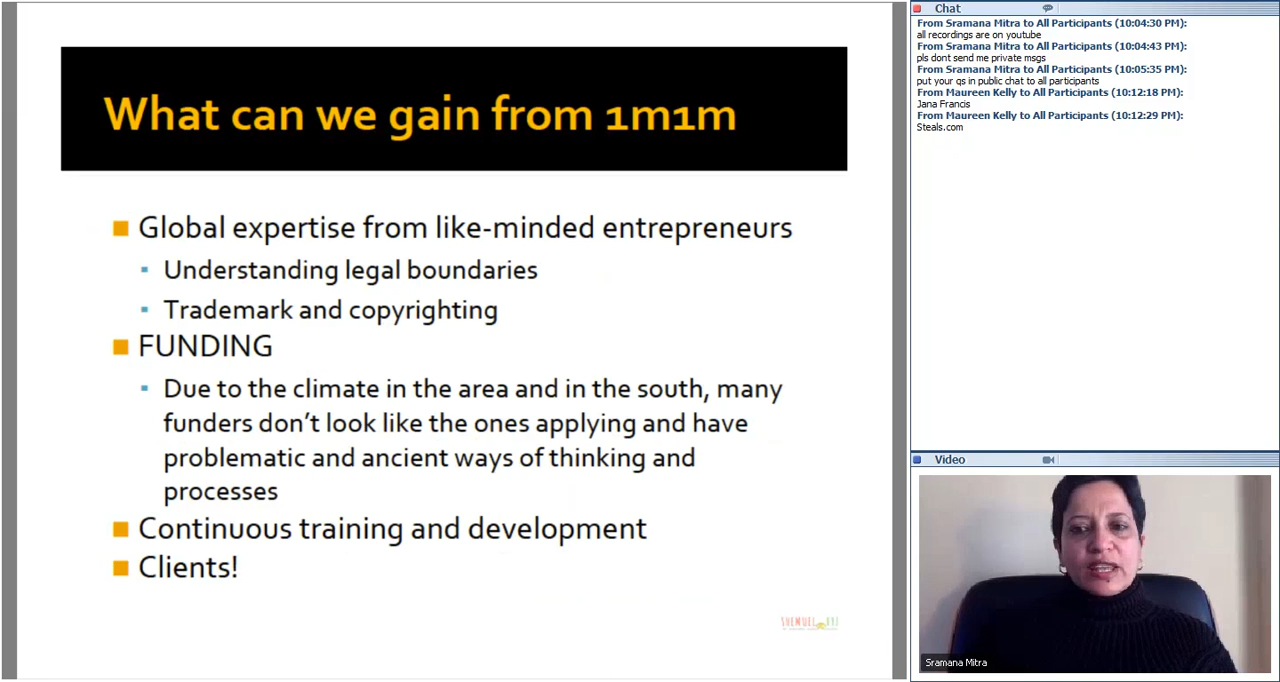 What can we gain from 1m1m
Global expertise from like-minded entrepreneurs
Understanding legal boundaries
Trademark and copyrighting
FUNDING
Due to the climate in the area and in the south, many
funders don't look like the ones applying and have
problematic and ancient ways of thinking and
processes
Continuous training and development
Clients!
Chat
From Sramana Mitra to All Participants (10:04:30 PM):
all recordings are on youtube
From Sramana Mitra to All Participants (10:04:43 PM):
pls dont send me private msgs
From Sramana Mitra to All Participants (10:05:35 PM):
put your qs in public chat to all participants
From Maureen Kelly to All Participants (10:12:18 PM):
Jana Francis
From Maureen Kelly to All Participants (10:12:29 PM):
Steals.com
Video
Sramana Mitra